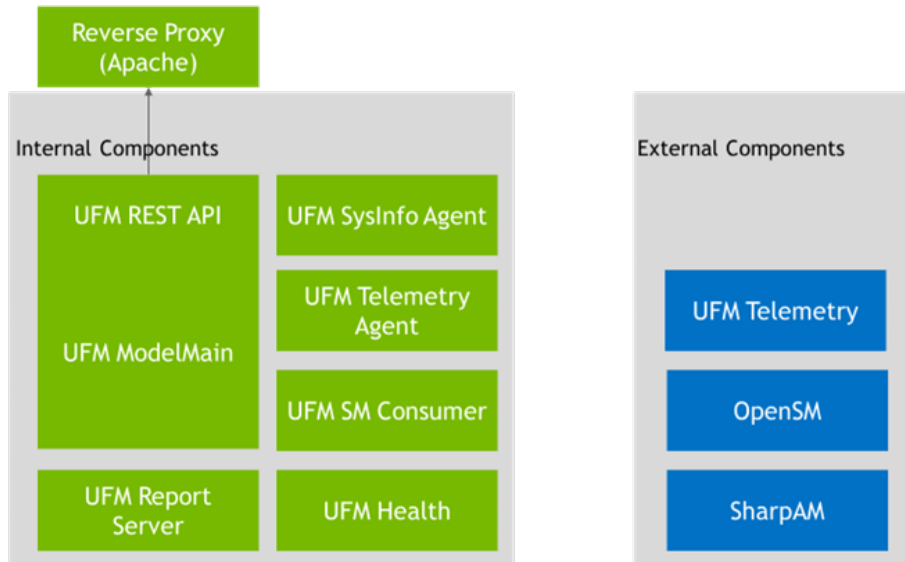 Reverse Proxy
(Apache)
Internal Components
UFM REST API
UFM ModelMain
UFM Report
Server
UFM SysInfo Agent
UFM Telemetry
Agent
UFM SM Consumer
UFM Health
External Components
UFM Telemetry
OpenSM
SharpAM